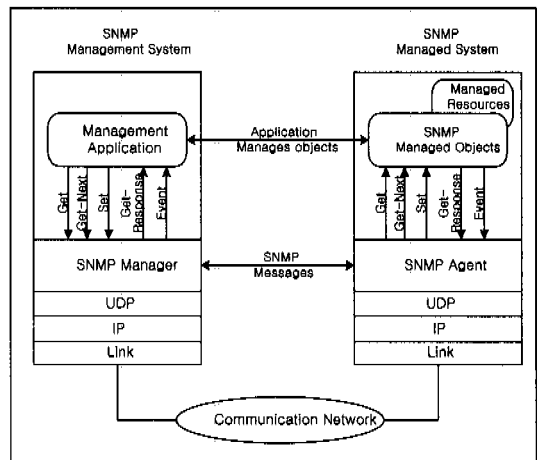 SNMP
Management System
SNMP
Managed System
Managed
Resources
Management
Application
Application
Manages objects
SNMP
Managed Objects
Get
Get-Next
Set
Get-
Response
Event
Get
Get-Next
Set
Get-
Response
Event
SNMP Manager
SNMP
Messages
SNMP Agent
UDP
UDP
IP
IP
Link
Link
Communication Network